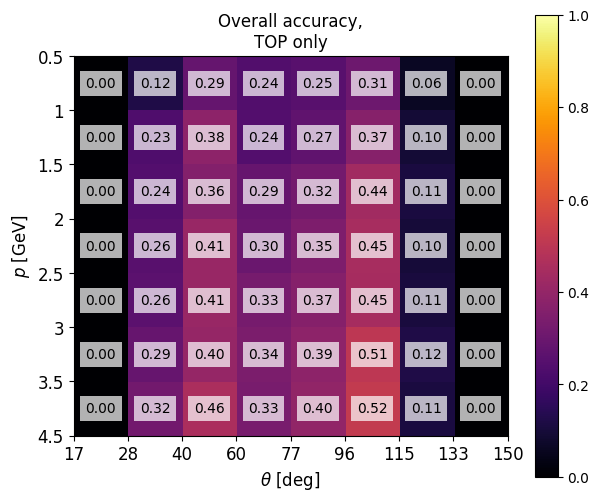 Overall accuracy,
TOP only
0.5
0.00 0.12 0.29 0.24 0.25 0.31 0.06 0.00
1
0.00 0.23 0.38 0.24 0.27 0.37 0.10 0.00
1.5
0.00 0.24 0.36 0.29 0.32 0.44 0.11 0.00
2
0.00 0.26 0.41 0.30 0.35 0.45 0.10 0.00
2.5
0.00 0.26 0.41 0.33 0.37 0.45 0.11 0.00
3
0.00 0.29 0.40 0.34 0.39 0.51 0.12 0.00
3.5
0.00 0.32 0.46 0.33 0.40 0.52 0.11 0.00
4.5
p [GeV]
17 28 40 60 77 96 115 133 150
θ [deg]
1.0
0.8
0.6
0.4
0.2
0.0